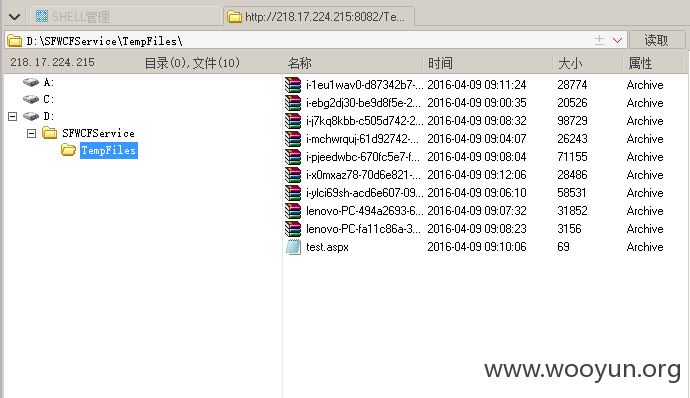 SHELL管理 http://218.17.224.215:8082/Te...
D:\SFWCFService\TempFiles\ 读取
218.17.224.215 目录(0),文件(10) 名称 时间 大小 属性
A:
C:
D:
SFWCFService
TempFiles
i-1eu1wav0-d87342b7-... 2016-04-09 09:11:24 28774 Archive
i-ebg2dj30-be9d8f5e-2... 2016-04-09 09:00:35 20526 Archive
i-j7kq8kbb-c505d742-2... 2016-04-09 09:08:32 98729 Archive
i-mchwrquj-61d92742-... 2016-04-09 09:04:07 26243 Archive
i-pjeedwbc-670fc5e7-f... 2016-04-09 09:08:04 71155 Archive
i-x0mxaz78-70d6e821-... 2016-04-09 09:12:06 28486 Archive
i-ylci69sh-acd6e607-09... 2016-04-09 09:06:10 58531 Archive
lenovo-PC-494a2693-6... 2016-04-09 09:07:32 31852 Archive
lenovo-PC-fa11c86a-3... 2016-04-09 09:08:23 3156 Archive
test.aspx 2016-04-09 09:10:06 69 Archive
www.wooyun.org